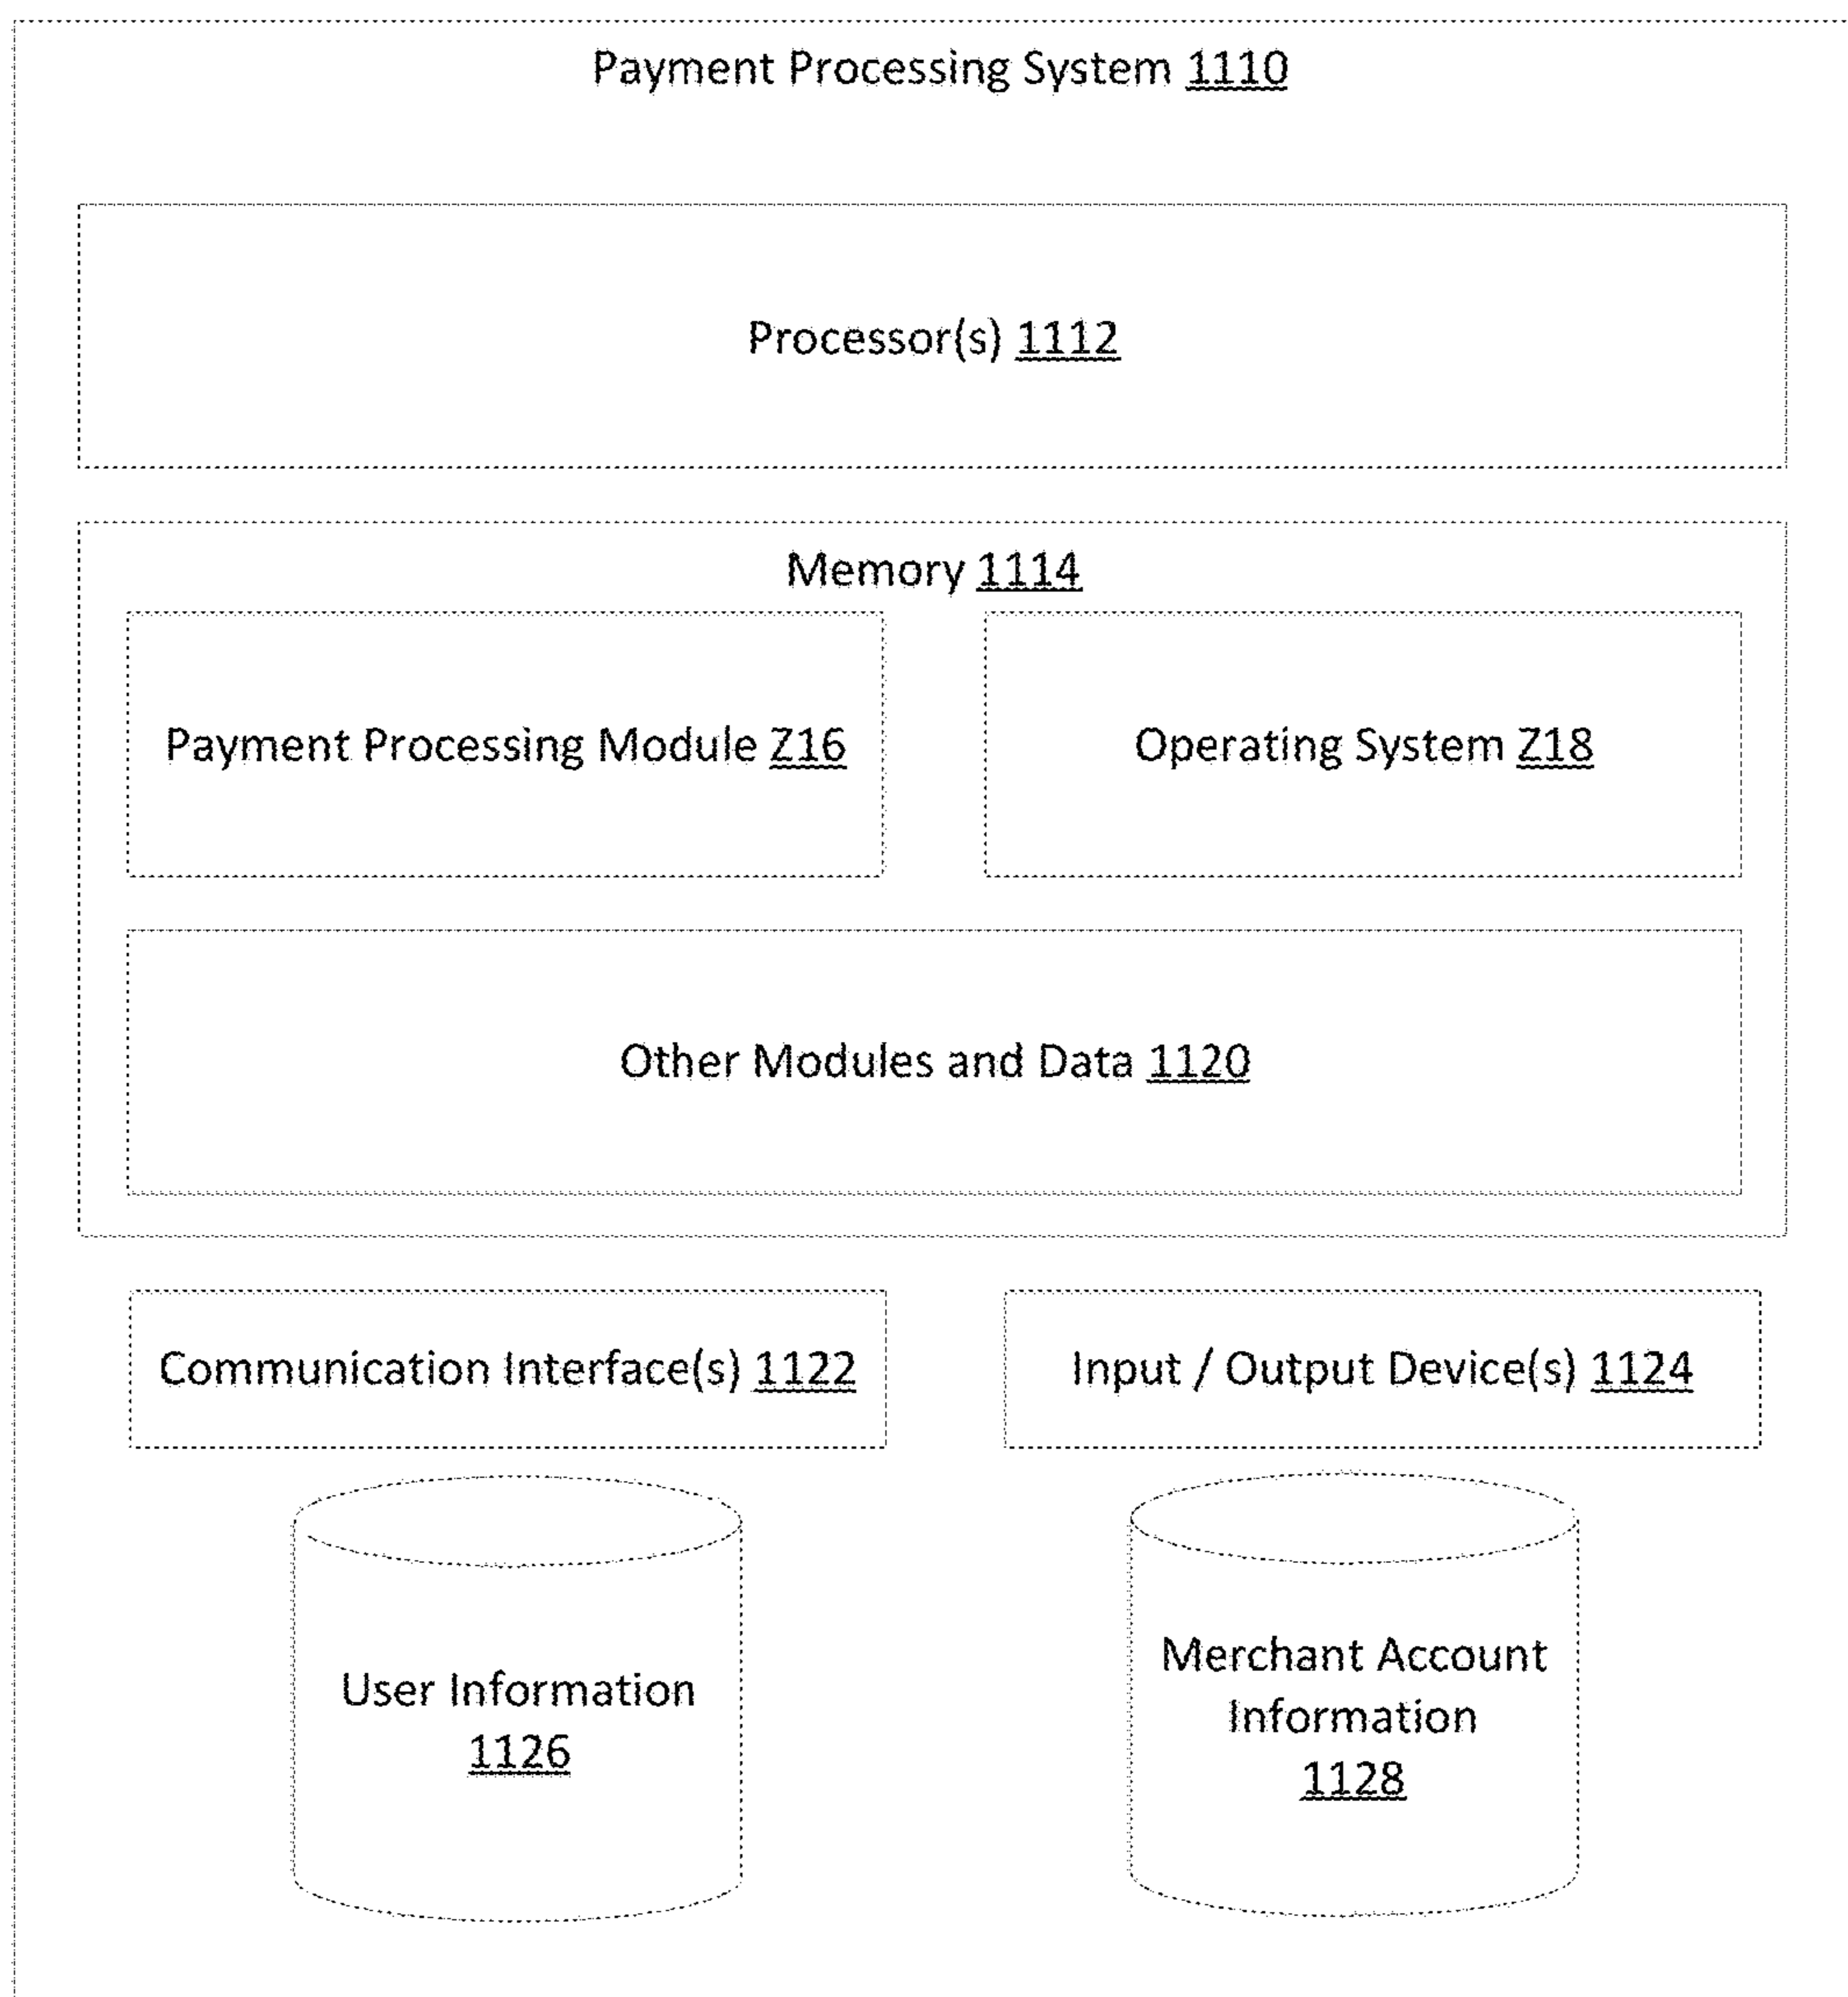 Payment Processing System 1110
Processor(s) 1112
Memory 1114
Payment Processing Module Z16
Operating System Z18
Other Modules and Data 1120
Communication Interface(s) 1122
Input / Output Device(s) 1124
User Information
1126
Merchant Account
Information
1128